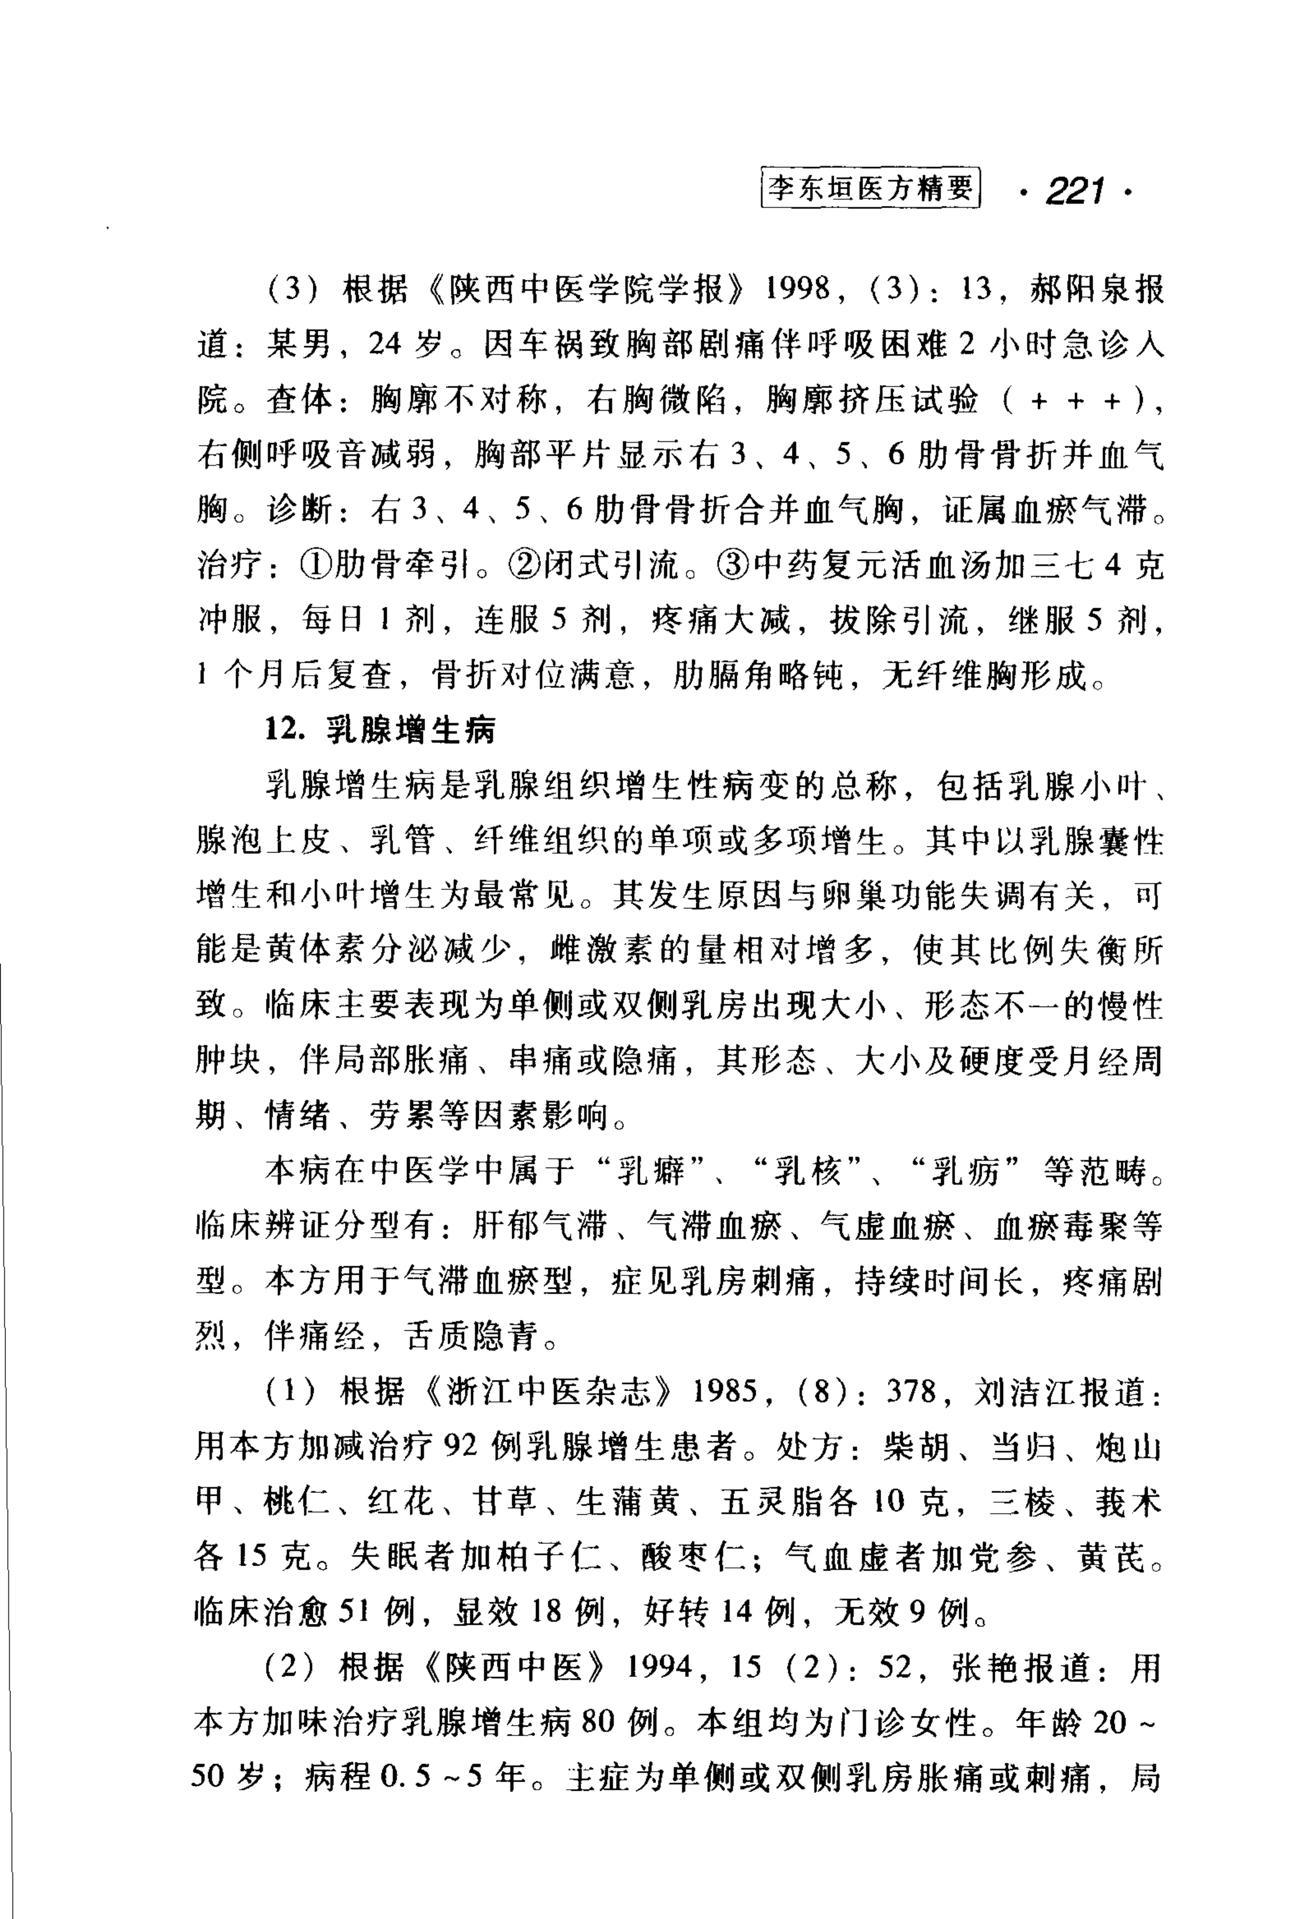 李东垣医方精要 ·221·
(3) 根据《陕西中医学院学报》1998，(3)：13，郝阳泉报
道：某男，24 岁。因车祸致胸部剧痛伴呼吸困难 2 小时急诊入
院。查体：胸廓不对称，右胸微陷，胸廓挤压试验（+++），
右侧呼吸音减弱，胸部平片显示右 3、4、5、6 肋骨骨折并血气
胸。诊断：右 3、4、5、6 肋骨骨折合并血气胸，证属血瘀气滞。
治疗：①肋骨牵引。②闭式引流。③中药复元活血汤加三七 4 克
冲服，每日 1 剂，连服 5 剂，疼痛大减，拔除引流，继服 5 剂，
1 个月后复查，骨折对位满意，肋膈角略钝，无纤维胸形成。
12. 乳腺增生病
乳腺增生病是乳腺组织增生性病变的总称，包括乳腺小叶、
腺泡上皮、乳管、纤维组织的单项或多项增生。其中以乳腺囊性
增生和小叶增生为最常见。其发生原因与卵巢功能失调有关，可
能是黄体素分泌减少，雌激素的量相对增多，使其比例失衡所
致。临床主要表现为单侧或双侧乳房出现大小、形态不一的慢性
肿块，伴局部胀痛、串痛或隐痛，其形态、大小及硬度受月经周
期、情绪、劳累等因素影响。
本病在中医学中属于“乳癖”、“乳核”、“乳疬”等范畴。
临床辨证分型有：肝郁气滞、气滞血瘀、气虚血瘀、血瘀毒聚等
型。本方用于气滞血瘀型，症见乳房刺痛，持续时间长，疼痛剧
烈，伴痛经，舌质隐青。
(1) 根据《浙江中医杂志》1985，(8)：378，刘洁江报道：
用本方加减治疗 92 例乳腺增生患者。处方：柴胡、当归、炮山
甲、桃仁、红花、甘草、生蒲黄、五灵脂各 10 克，三棱、莪术
各 15 克。失眠者加柏子仁、酸枣仁；气血虚者加党参、黄芪。
临床治愈 51 例，显效 18 例，好转 14 例，无效 9 例。
(2) 根据《陕西中医》1994，15 (2)：52，张艳报道：用
本方加味治疗乳腺增生病 80 例。本组均为门诊女性。年龄 20～
50 岁；病程 0.5～5 年。主症为单侧或双侧乳房胀痛或刺痛，局